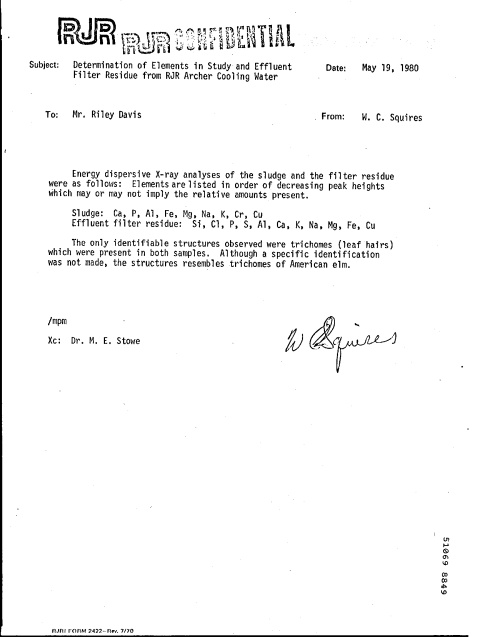 RJR RJR CONFIDENTIAL
Subject: Determination of Elements in Study and Effluent Date: May 19, 1980
Filter Residue from RJR Archer Cooling Water
To: Mr. Riley Davis From: W. C. Squires
Energy dispersive X-ray analyses of the sludge and the filter residue
were as follows: Elements are listed in order of decreasing peak heights
which may or may not imply the relative amounts present.
Sludge: Ca, P, Al, Fe, Mg, Na, K, Cr, Cu
Effluent filter residue: Si, Cl, P, S, Al, Ca, K, Na, Mg, Fe, Cu
The only identifiable structures observed were trichomes (leaf hairs)
which were present in both samples. Although a specific identification
was not made, the structures resembles trichomes of American elm.
/mpm
W C Squires
Xc: Dr. M. E. Stowe
51069 8849
RJRI FORM 2422—Rev. 7/70